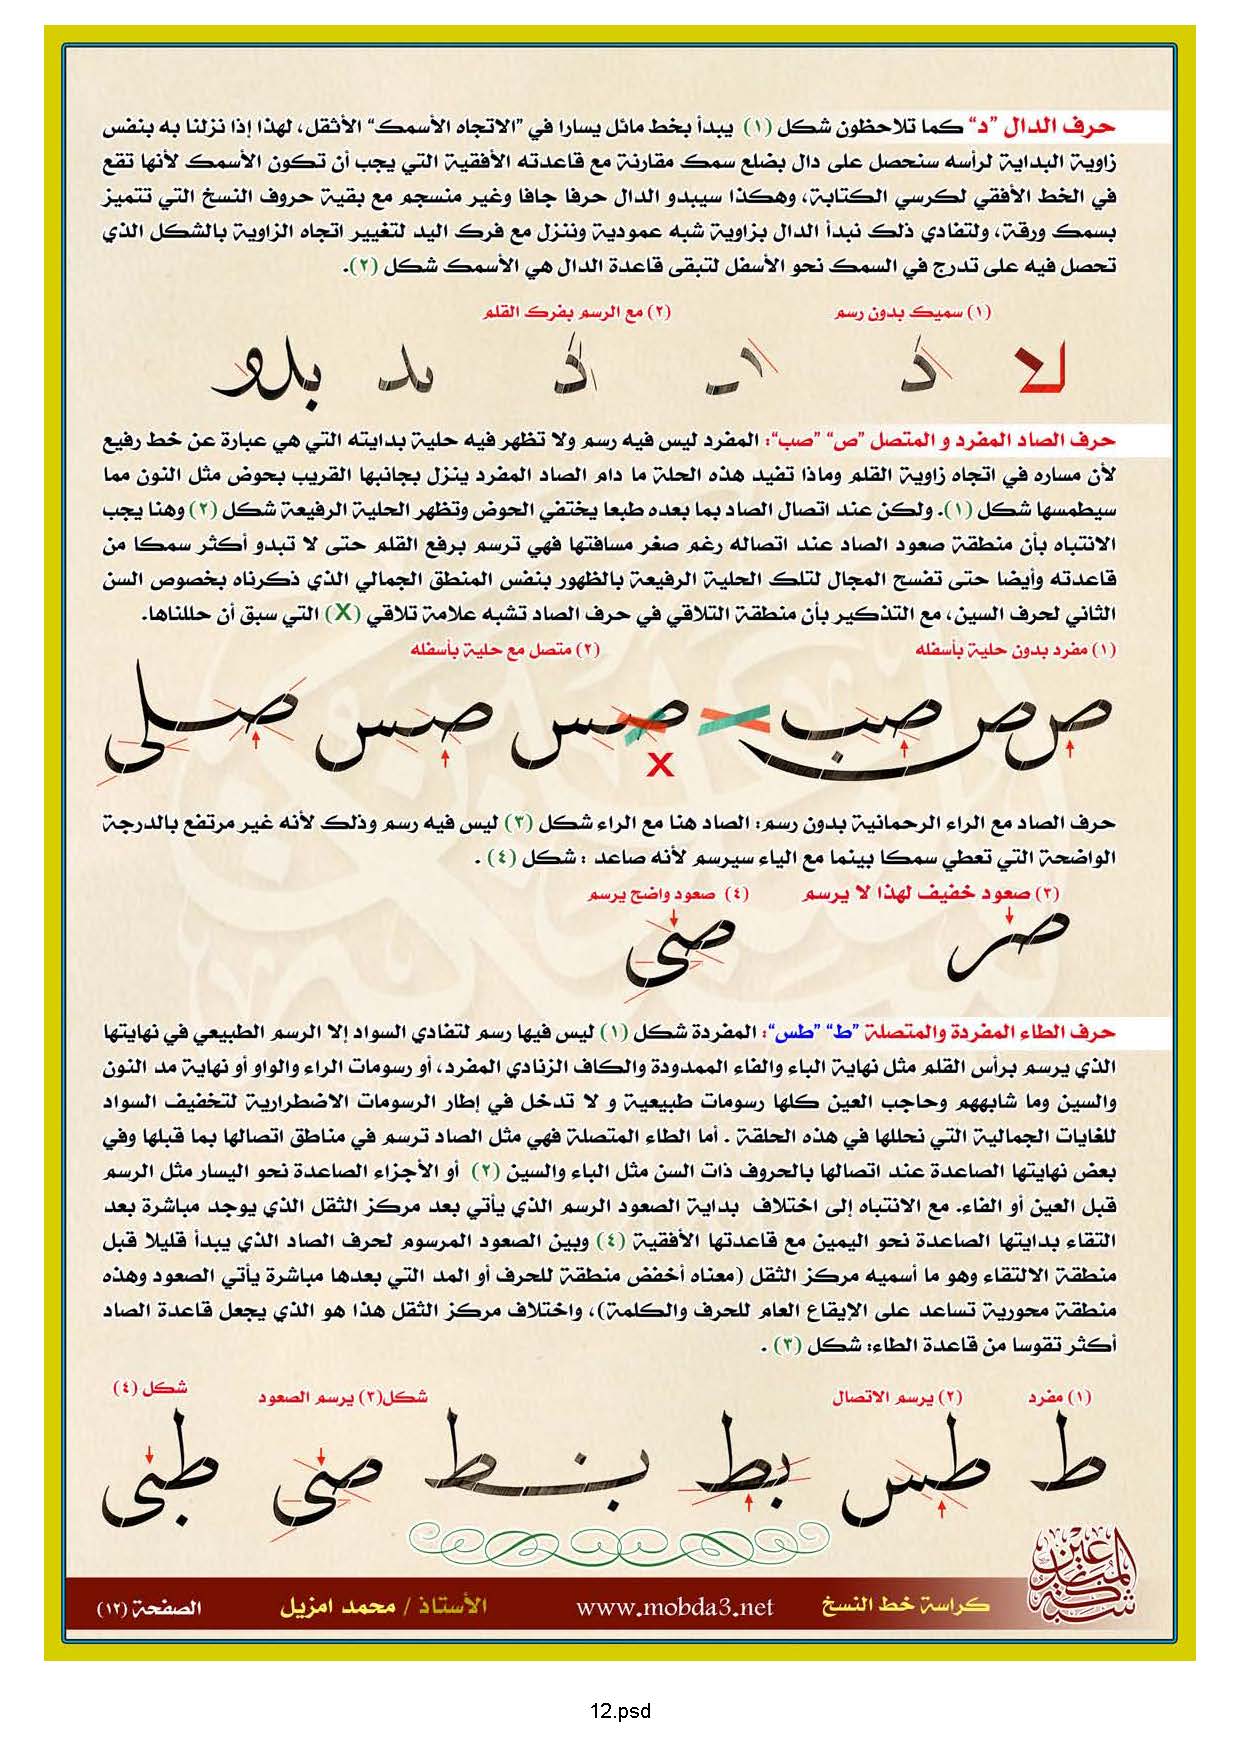 حرف الدال "د" كما تلاحظون شكل (١) يبدأ بخط مائل يسارا في "الاتجاه الأسمك" الأثقل، لهذا إذا نزلنا به بنفس
زاوية البداية لرأسه سنحصل على دال بضلع سمك مقارنة مع قاعدته الأفقية التي يجب أن تكون الأسمك لأنها تقع
في الخط الأفقي لكرسي الكتابة، وهكذا سيبدو الدال حرفا جافا وغير منسجم مع بقية حروف النسخ التي تتميز
بسمك ورقة، ولتفادي ذلك نبدأ الدال بزاوية شبه عمودية وننزل مع فرك اليد لتغيير اتجاه الزاوية بالشكل الذي
تحصل فيه على تدرج في السمك نحو الأسفل لتبقى قاعدة الدال هي الأسمك شكل (٢).
(١) سميك بدون رسم (٢) مع الرسم بفرك القلم
د د بد بدو
حرف الصاد المفرد و المتصل "ص" "صب": المفرد ليس فيه رسم ولا تظهر فيه حلية بدايته التي هي عبارة عن خط رفيع
لأن مساره في اتجاه زاوية القلم وماذا تفيد هذه الحلة ما دام الصاد المفرد ينزل بجانبها القريب بحوض مثل النون مما
سيطمسها شكل (١). ولكن عند اتصال الصاد بما بعده طبعا يختفي الحوض وتظهر الحلية الرفيعة شكل (٢) وهنا يجب
الانتباه بأن منطقة صعود الصاد عند اتصاله رغم صغر مسافتها فهي ترسم برفع القلم حتى لا تبدو أكثر سمكا من
قاعدته وأيضا حتى تفسح المجال لتلك الحلية الرفيعة بالظهور بنفس المنطق الجمالي الذي ذكرناه بخصوص السن
الثاني لحرف السين، مع التذكير بأن منطقة التلاقي في حرف الصاد تشبه علامة تلاقي (X) التي سبق أن حللناها.
(١) مفرد بدون حلية بأسفله (٢) متصل مع حلية بأسفله
ص ص صب صس صس صلى
X
حرف الصاد مع الراء الرحمانية بدون رسم: الصاد هنا مع الراء شكل (٣) ليس فيه رسم وذلك لأنه غير مرتفع بالدرجة
الواضحة التي تعطي سمكا بينما مع الياء سيرسم لأنه صاعد : شكل (٤) .
(٣) صعود خفيف لهذا لا يرسم (٤) صعود واضح يرسم
صر صى
حرف الطاء المفردة والمتصلة "ط" "طس": المفردة شكل (١) ليس فيها رسم لتفادي السواد إلا الرسم الطبيعي في نهايتها
الذي يرسم برأس القلم مثل نهاية الباء والفاء الممدودة والكاف الزنادي المفرد، أو رسومات الراء والواو أو نهاية مد النون
والسين وما شابههم وحاجب العين كلها رسومات طبيعية و لا تدخل في إطار الرسومات الاضطرارية لتخفيف السواد
للغايات الجمالية التي نحللها في هذه الحلقة . أما الطاء المتصلة فهي مثل الصاد ترسم في مناطق اتصالها بما قبلها وفي
بعض نهايتها الصاعدة عند اتصالها بالحروف ذات السن مثل الباء والسين (٢) أو الأجزاء الصاعدة نحو اليسار مثل الرسم
قبل العين أو الفاء. مع الانتباه إلى اختلاف بداية الصعود الرسم الذي يأتي بعد مركز الثقل الذي يوجد مباشرة بعد
التقاء بدايتها الصاعدة نحو اليمين مع قاعدتها الأفقية (٤) وبين الصعود المرسوم لحرف الصاد الذي يبدأ قليلا قبل
منطقة الالتقاء وهو ما أسميه مركز الثقل (معناه أخفض منطقة للحرف أو المد التي بعدها مباشرة يأتي الصعود وهذه
منطقة محورية تساعد على الإيقاع العام للحرف والكلمة)، واختلاف مركز الثقل هذا هو الذي يجعل قاعدة الصاد
أكثر تقوسا من قاعدة الطاء: شكل (٣) .
(١) مفرد (٢) يرسم الاتصال شكل(٣) يرسم الصعود شكل (٤)
ط طس بط بنط صى طبى
شبكة المبدعين العربية
كراسة خط النسخ www.mobda3.net الأستاذ / محمد امزيل الصفحة (١٢)
12.psd